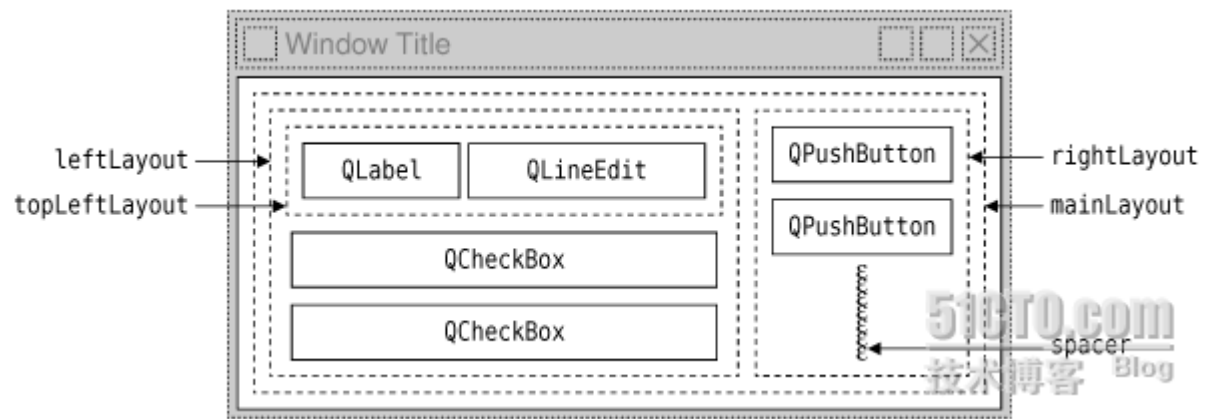 Window Title
leftLayout
topLeftLayout
QLabel
QLineEdit
QCheckBox
QCheckBox
QPushButton
QPushButton
rightLayout
mainLayout
spacer
51CTO.com
技术博客 Blog